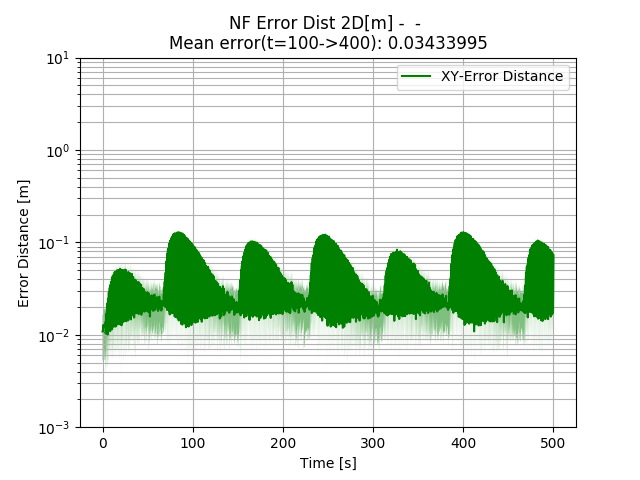 NF Error Dist 2D[m] -  -
Mean error(t=100->400): 0.03433995
XY-Error Distance
10^1
10^0
10^-1
10^-2
10^-3
Error Distance [m]
0 100 200 300 400 500
Time [s]